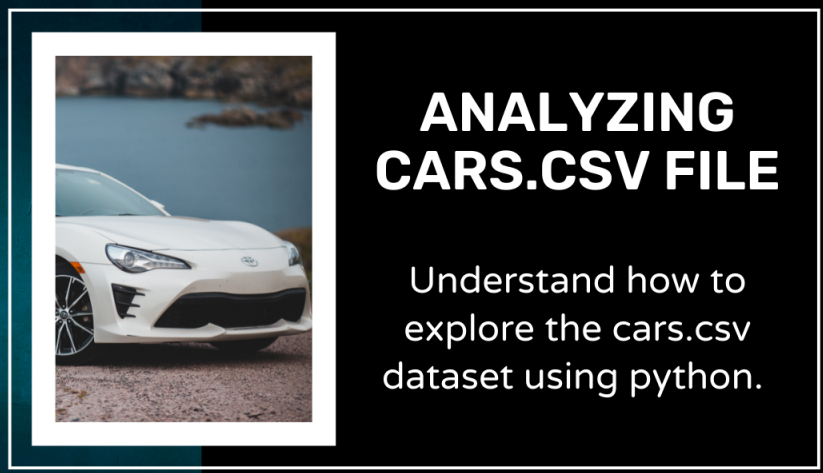 ANALYZING
CARS.CSV FILE
Understand how to
explore the cars.csv
dataset using python.